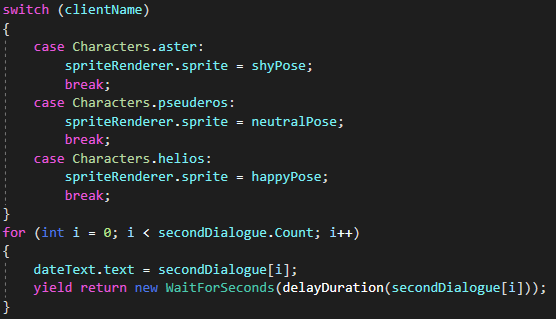 switch (clientName)
{
case Characters.aster:
spriteRenderer.sprite = shyPose;
break;
case Characters.pseuderos:
spriteRenderer.sprite = neutralPose;
break;
case Characters.helios:
spriteRenderer.sprite = happyPose;
break;
}
for (int i = 0; i < secondDialogue.Count; i++)
{
dateText.text = secondDialogue[i];
yield return new WaitForSeconds(delayDuration(secondDialogue[i]));
}